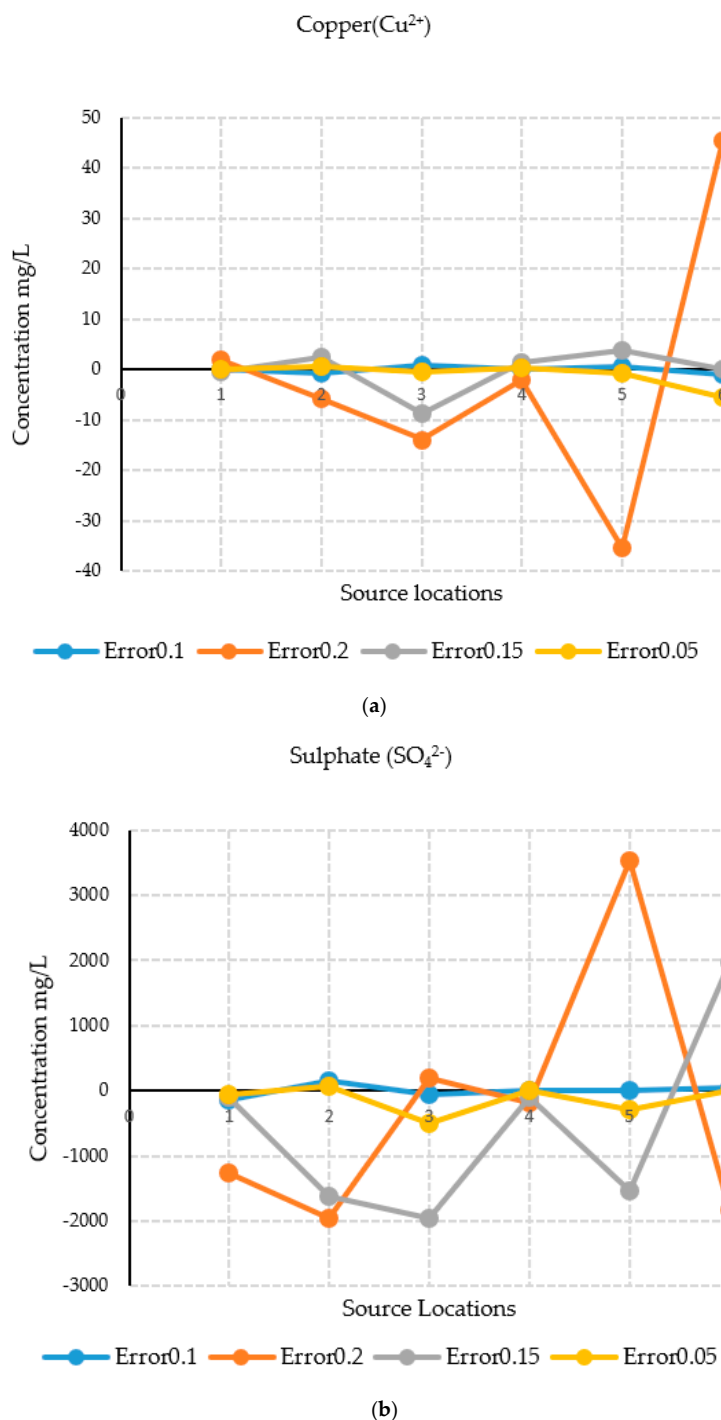 Copper(Cu²⁺)
50
40
30
20
10
0
-10
-20
-30
-40
0 1 2 3 4 5 6
Concentration mg/L
Source locations
Error0.1 Error0.2 Error0.15 Error0.05
(a)
Sulphate (SO₄²⁻)
4000
3000
2000
1000
0
-1000
-2000
-3000
0 1 2 3 4 5
Concentration mg/L
Source Locations
Error0.1 Error0.2 Error0.15 Error0.05
(b)